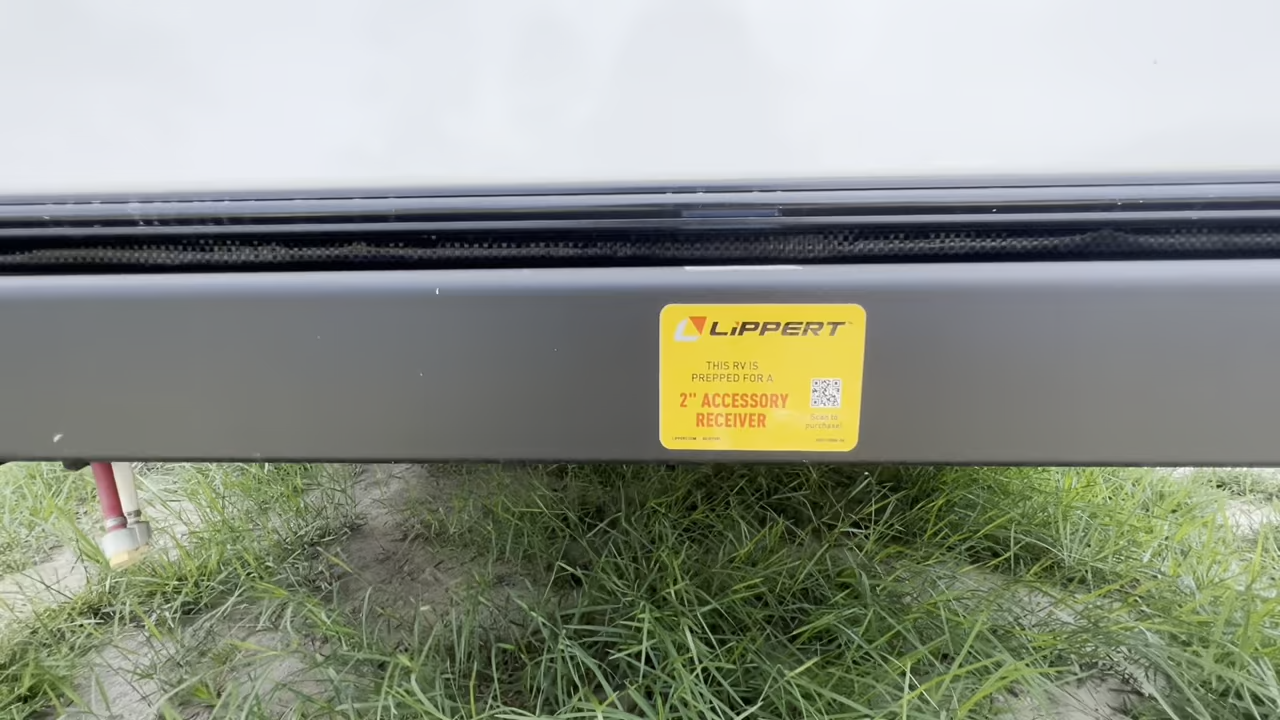 LIPPERT
THIS RV IS
PREPPED FOR A
2" ACCESSORY
RECEIVER
Scan to
purchase!